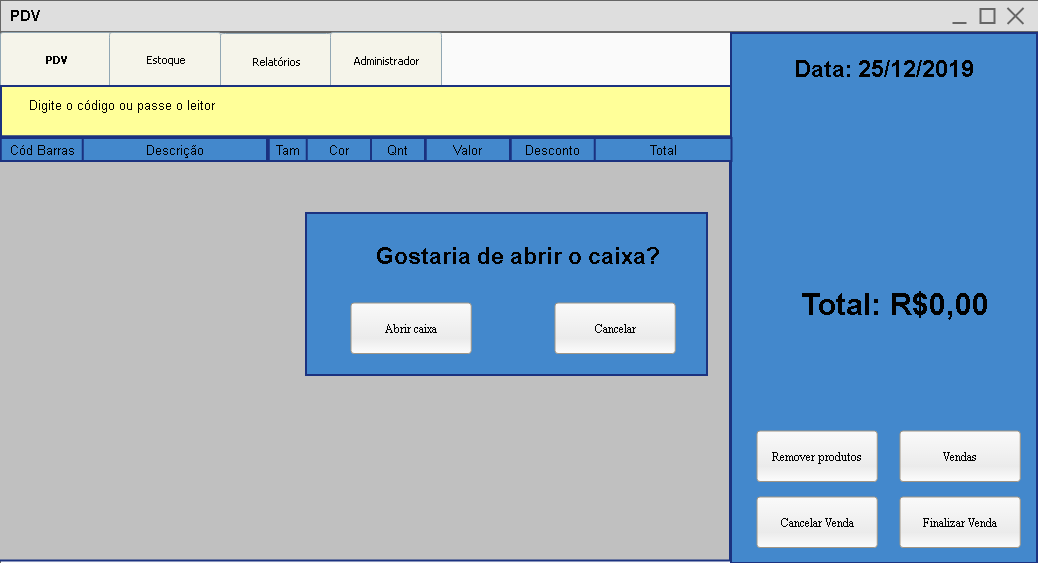 PDV
PDV Estoque Relatórios Administrador
Data: 25/12/2019
Digite o código ou passe o leitor
Cód Barras Descrição Tam Cor Qnt Valor Desconto Total
Gostaria de abrir o caixa?
Total: R$0,00
Abrir caixa Cancelar
Remover produtos Vendas
Cancelar Venda Finalizar Venda